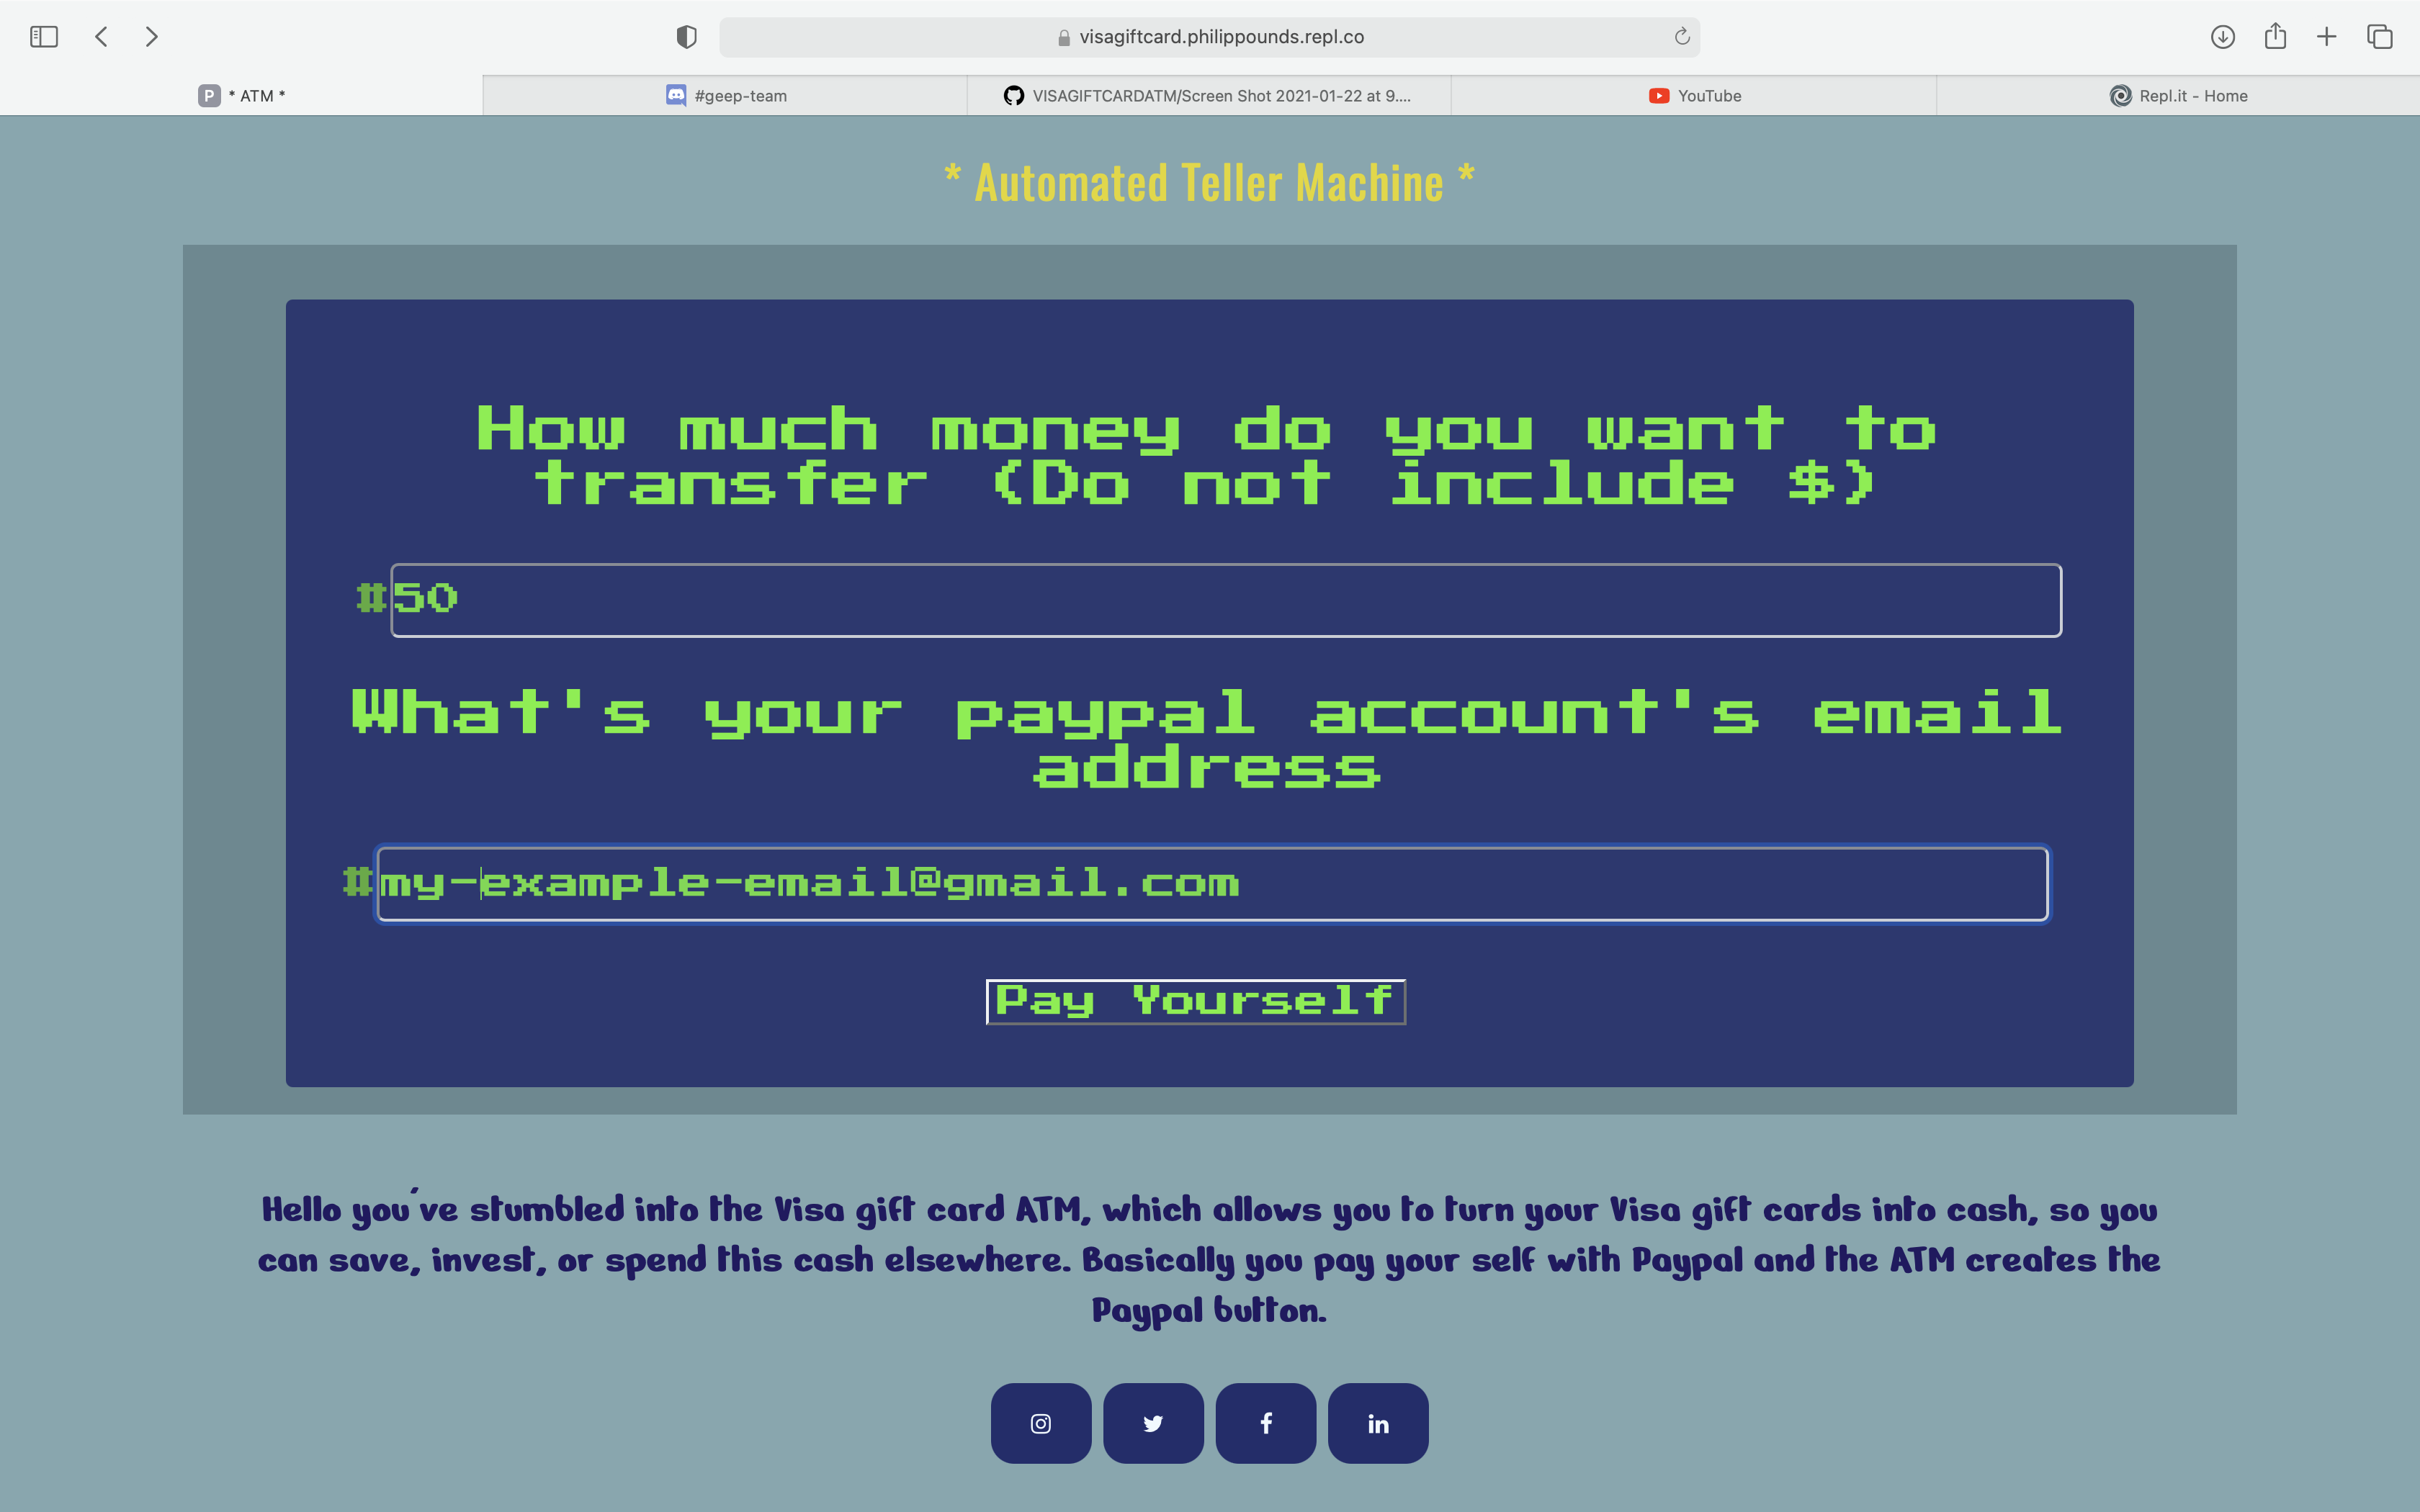 visagiftcard.philippounds.repl.co
P * ATM *
#geep-team
VISAGIFTCARDATM/Screen Shot 2021-01-22 at 9....
YouTube
Repl.it - Home
* Automated Teller Machine *
How much money do you want to
transfer (Do not include $)
#50
What's your paypal account's email
address
#my-example-email@gmail.com
Pay Yourself
Hello you've stumbled into the Visa gift card ATM, which allows you to turn your Visa gift cards into cash, so you
can save, invest, or spend this cash elsewhere. Basically you pay your self with Paypal and the ATM creates the
Paypal button.